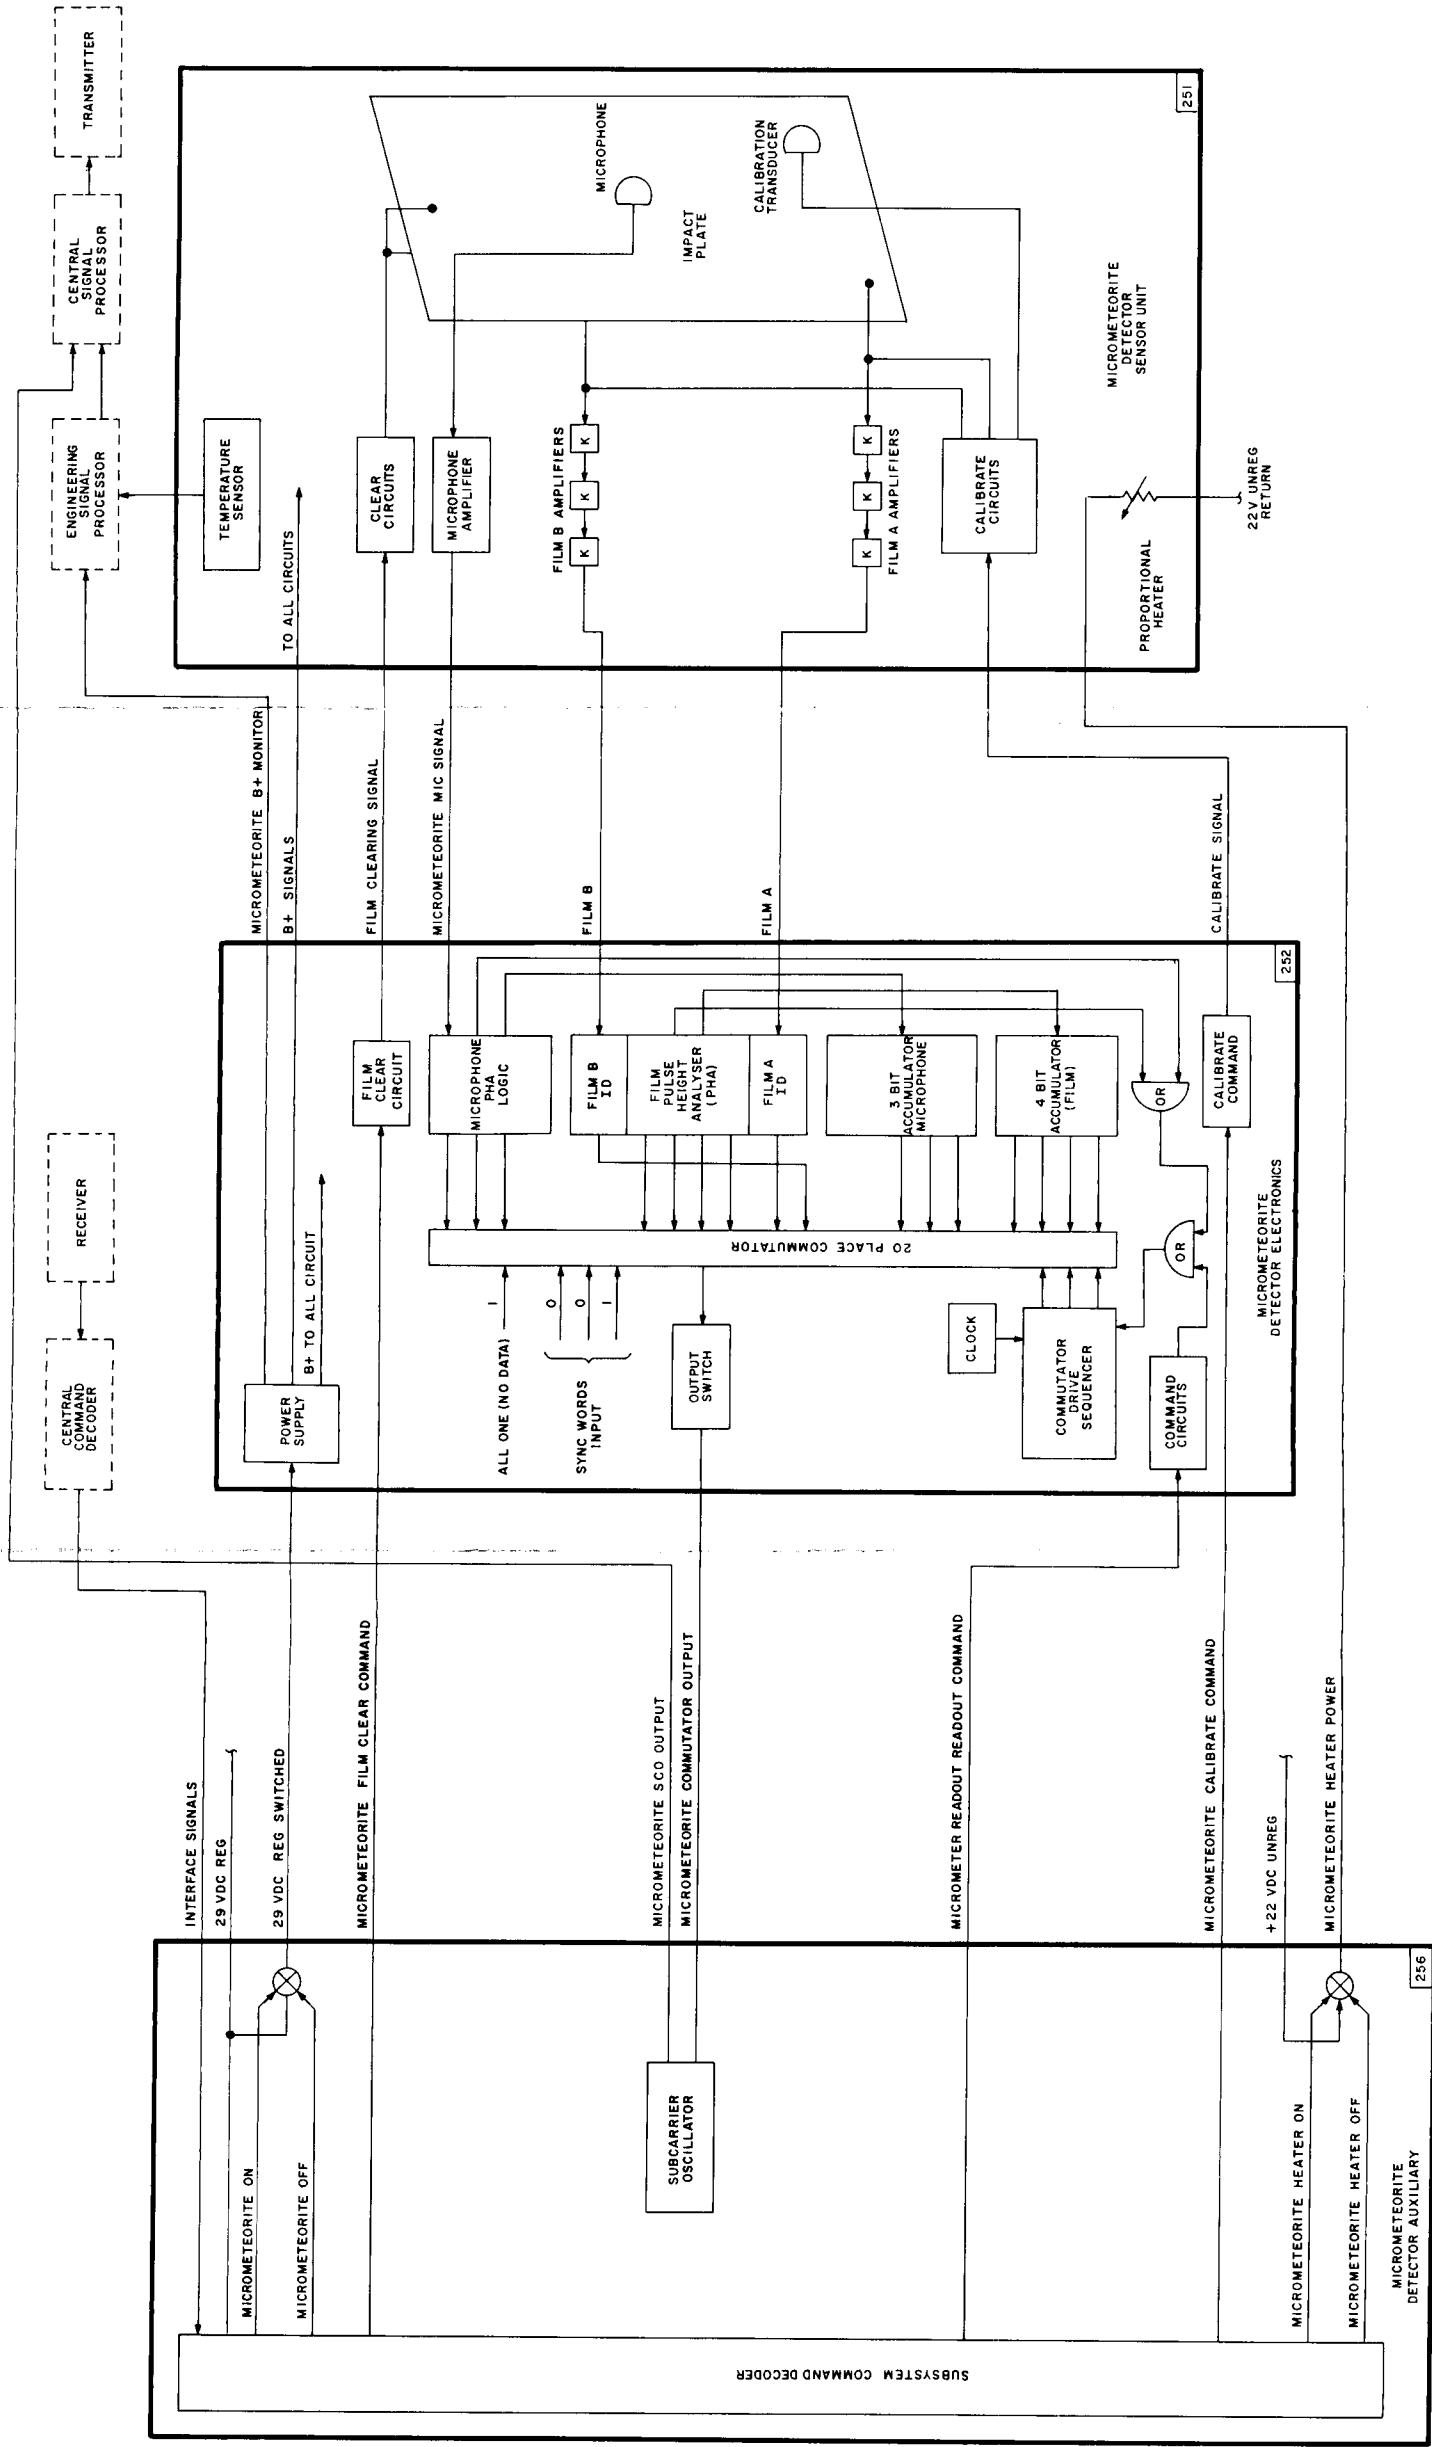 TRANSMITTER
CENTRAL
SIGNAL
PROCESSOR
ENGINEERING
SIGNAL
PROCESSOR
RECEIVER
CENTRAL
COMMAND
DECODER
INTERFACE SIGNALS
29 VDC REG
29 VDC REG SWITCHED
MICROMETEORITE ON
MICROMETEORITE OFF
MICROMETEORITE FILM CLEAR COMMAND
SUBCARRIER
OSCILLATOR
MICROMETEORITE SCO OUTPUT
MICROMETEORITE COMMUTATOR OUTPUT
MICROMETER READOUT READOUT COMMAND
MICROMETEORITE CALIBRATE COMMAND
+22 VDC UNREG
MICROMETEORITE HEATER POWER
MICROMETEORITE HEATER ON
MICROMETEORITE HEATER OFF
SUBSYSTEM COMMAND DECODER
MICROMETEORITE
DETECTOR AUXILIARY
256
POWER
SUPPLY
B+ TO ALL CIRCUIT
FILM
CLEAR
CIRCUIT
MICROPHONE
PHA
LOGIC
FILM B
ID
FILM
PULSE
HEIGHT
ANALYSER
(PHA)
FILM A
ID
3 BIT
ACCUMULATOR
MICROPHONE
4 BIT
ACCUMULATOR
(FILM)
20 PLACE COMMUTATOR
ALL ONE (NO DATA)
1
SYNC WORDS
INPUT
0
0
1
OUTPUT
SWITCH
CLOCK
COMMUTATOR
DRIVE
SEQUENCER
COMMAND
CIRCUITS
OR
OR
CALIBRATE
COMMAND
MICROMETEORITE
DETECTOR ELECTRONICS
252
MICROMETEORITE B+ MONITOR
B+ SIGNALS
TO ALL CIRCUITS
FILM CLEARING SIGNAL
MICROMETEORITE MIC SIGNAL
FILM B
FILM A
CALIBRATE SIGNAL
TEMPERATURE
SENSOR
CLEAR
CIRCUITS
MICROPHONE
AMPLIFIER
FILM B AMPLIFIERS
K
K
K
K
K
K
FILM A AMPLIFIERS
CALIBRATE
CIRCUITS
MICROPHONE
IMPACT
PLATE
CALIBRATION
TRANSDUCER
PROPORTIONAL
HEATER
22V UNREG
RETURN
MICROMETEORITE
DETECTOR
SENSOR UNIT
251